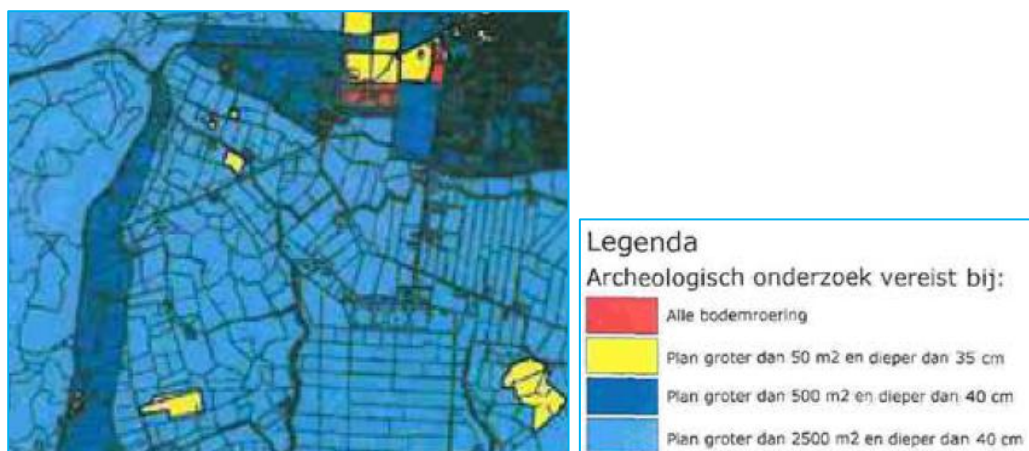 Legenda
Archeologisch onderzoek vereist bij:
Alle bodemroering
Plan groter dan 50 m2 en dieper dan 35 cm
Plan groter dan 500 m2 en dieper dan 40 cm
Plan groter dan 2500 m2 en dieper dan 40 cm